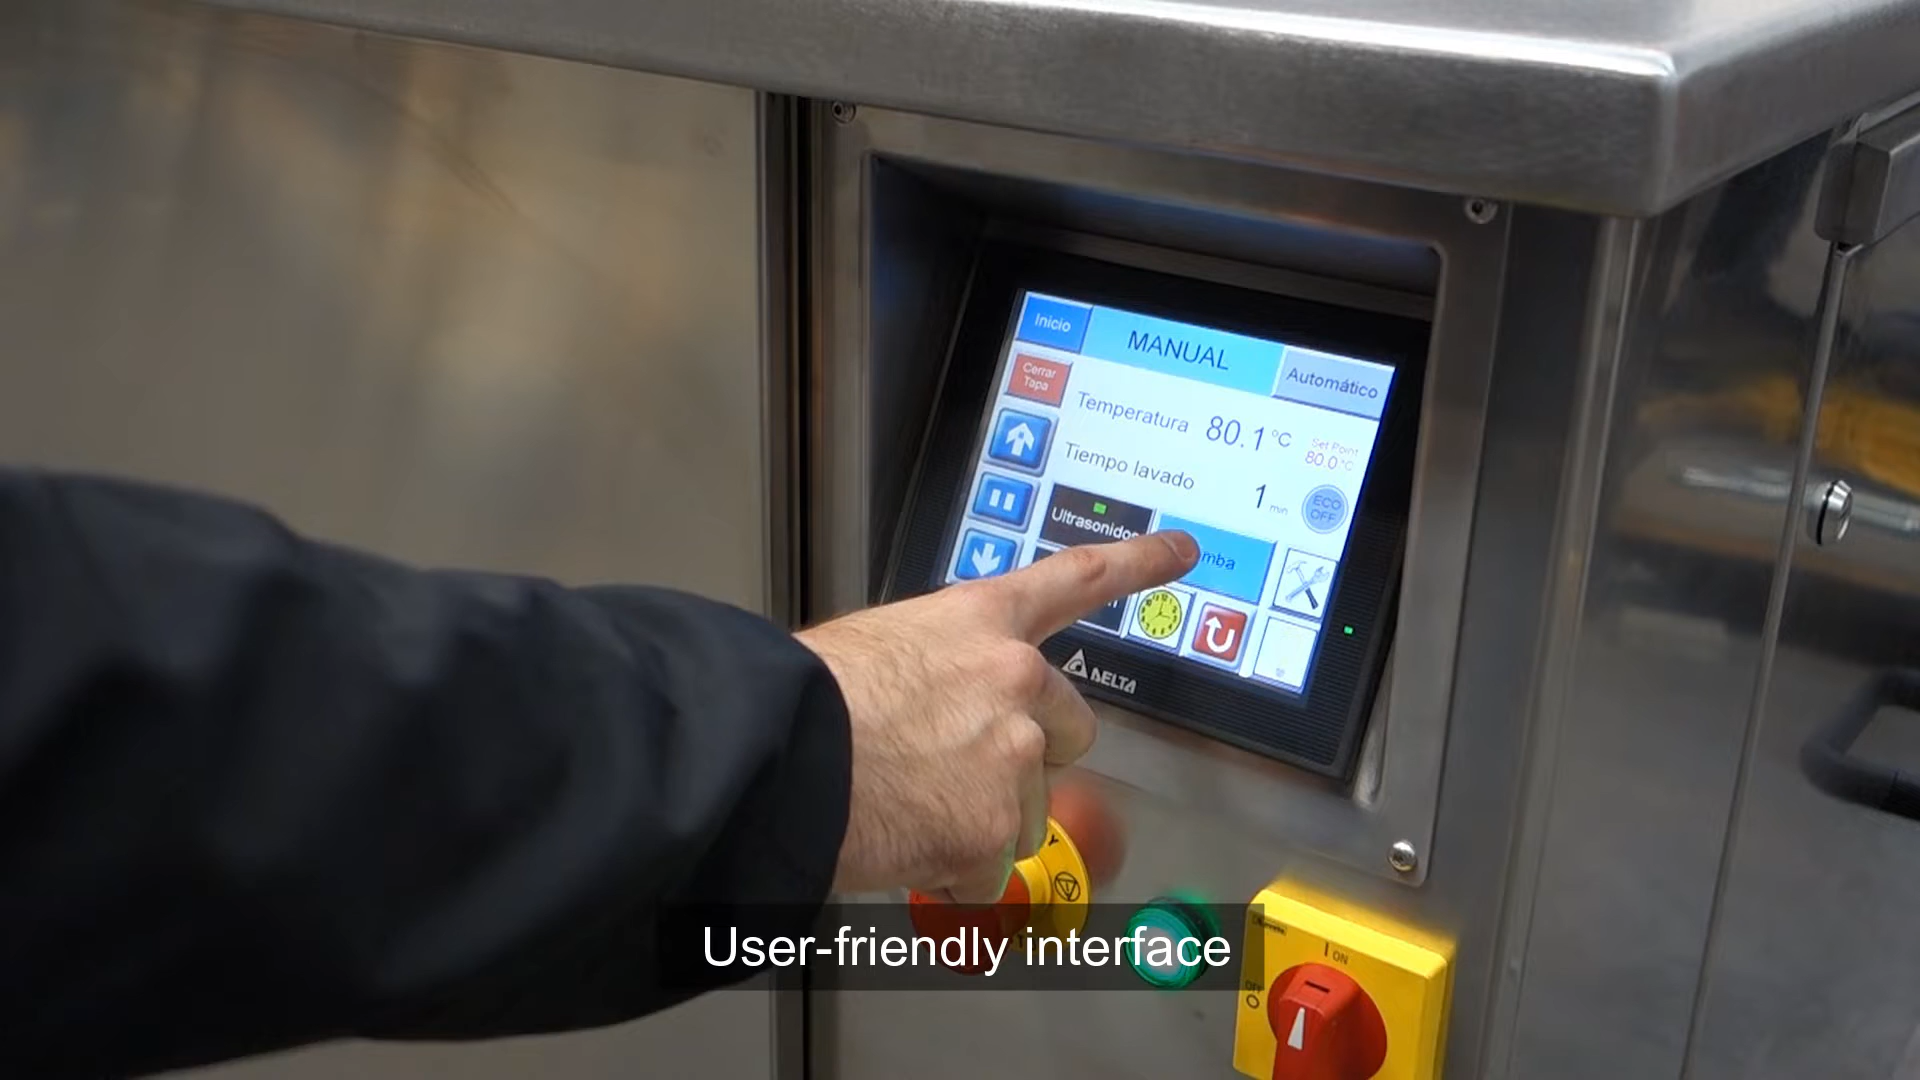 Inicio
MANUAL
Automático
Cerrar
Tapa
Temperatura 80.1 °C
Set Point
80.0 °C
Tiempo lavado
1 min
ECO
OFF
Ultrasonidos
mba
DELTA
I ON
OFF
O
User-friendly interface